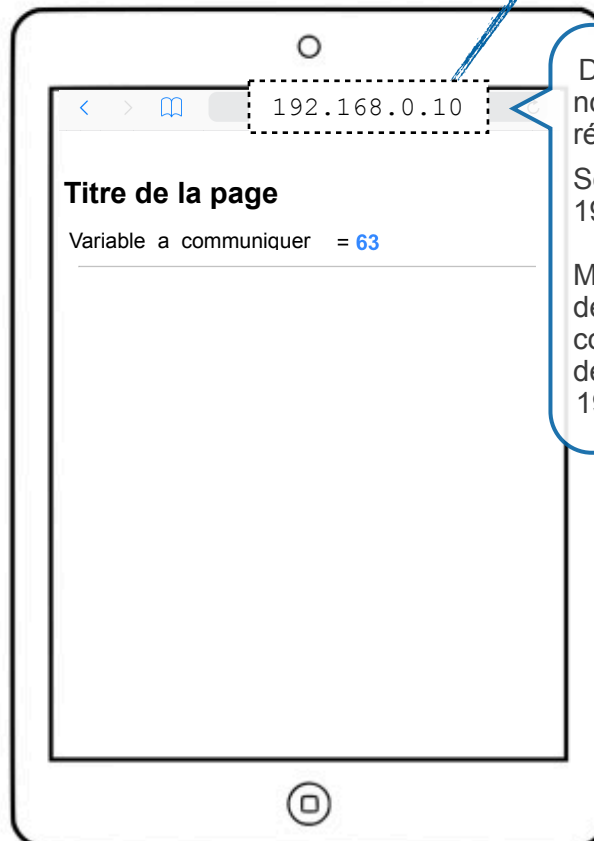 192.168.0.10
Titre de la page
Variable a communiquer = 63